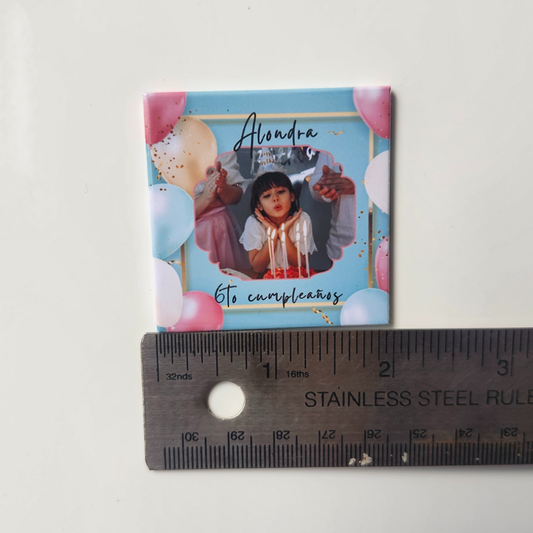 Alondra
6to cumpleaños
1 2 3
32nds 16ths
STAINLESS STEEL RULE
30 29 28 27 26 25 24 23